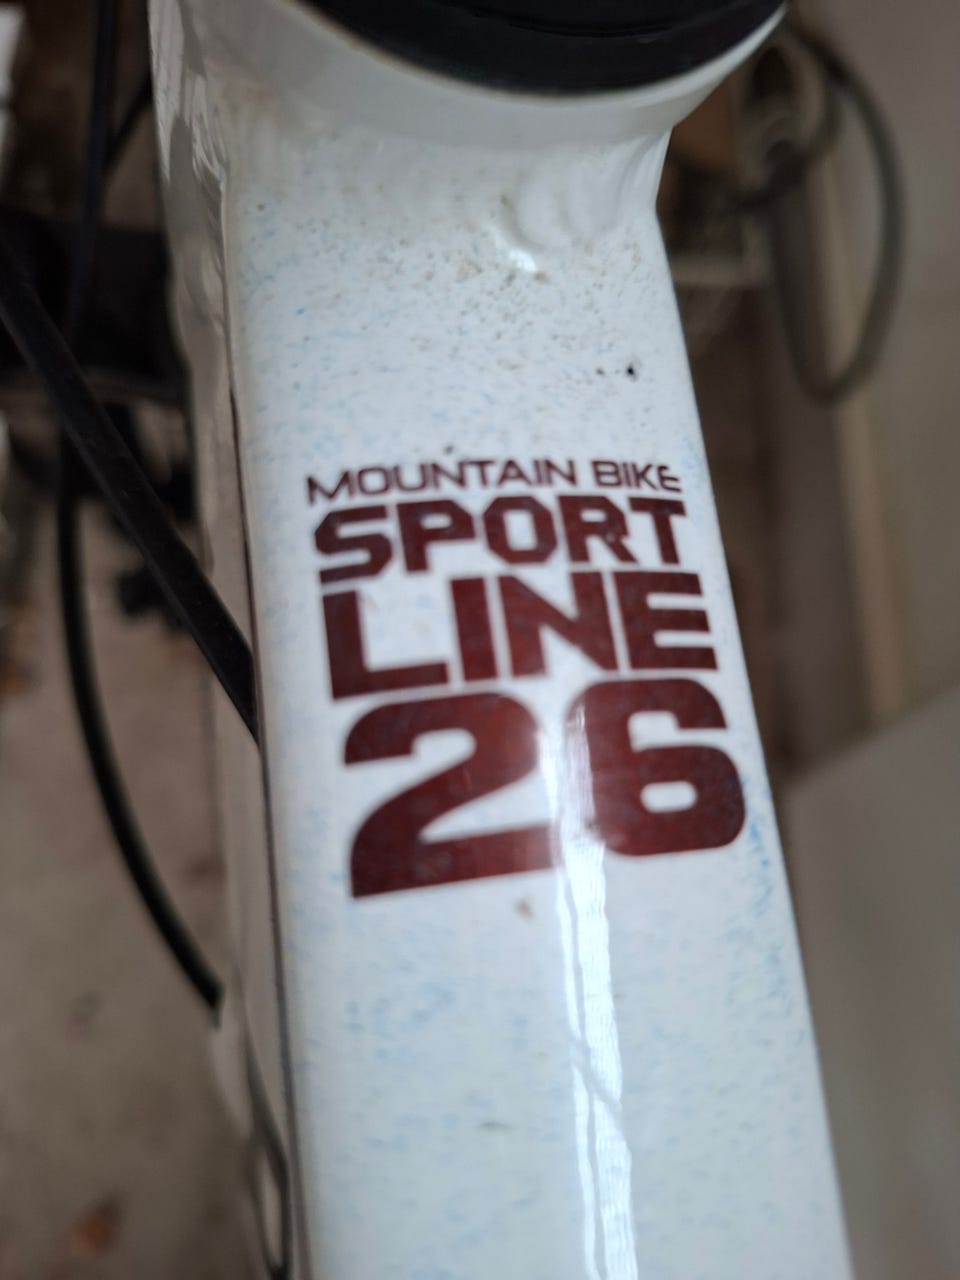 MOUNTAIN BIKE
SPORT
LINE
26